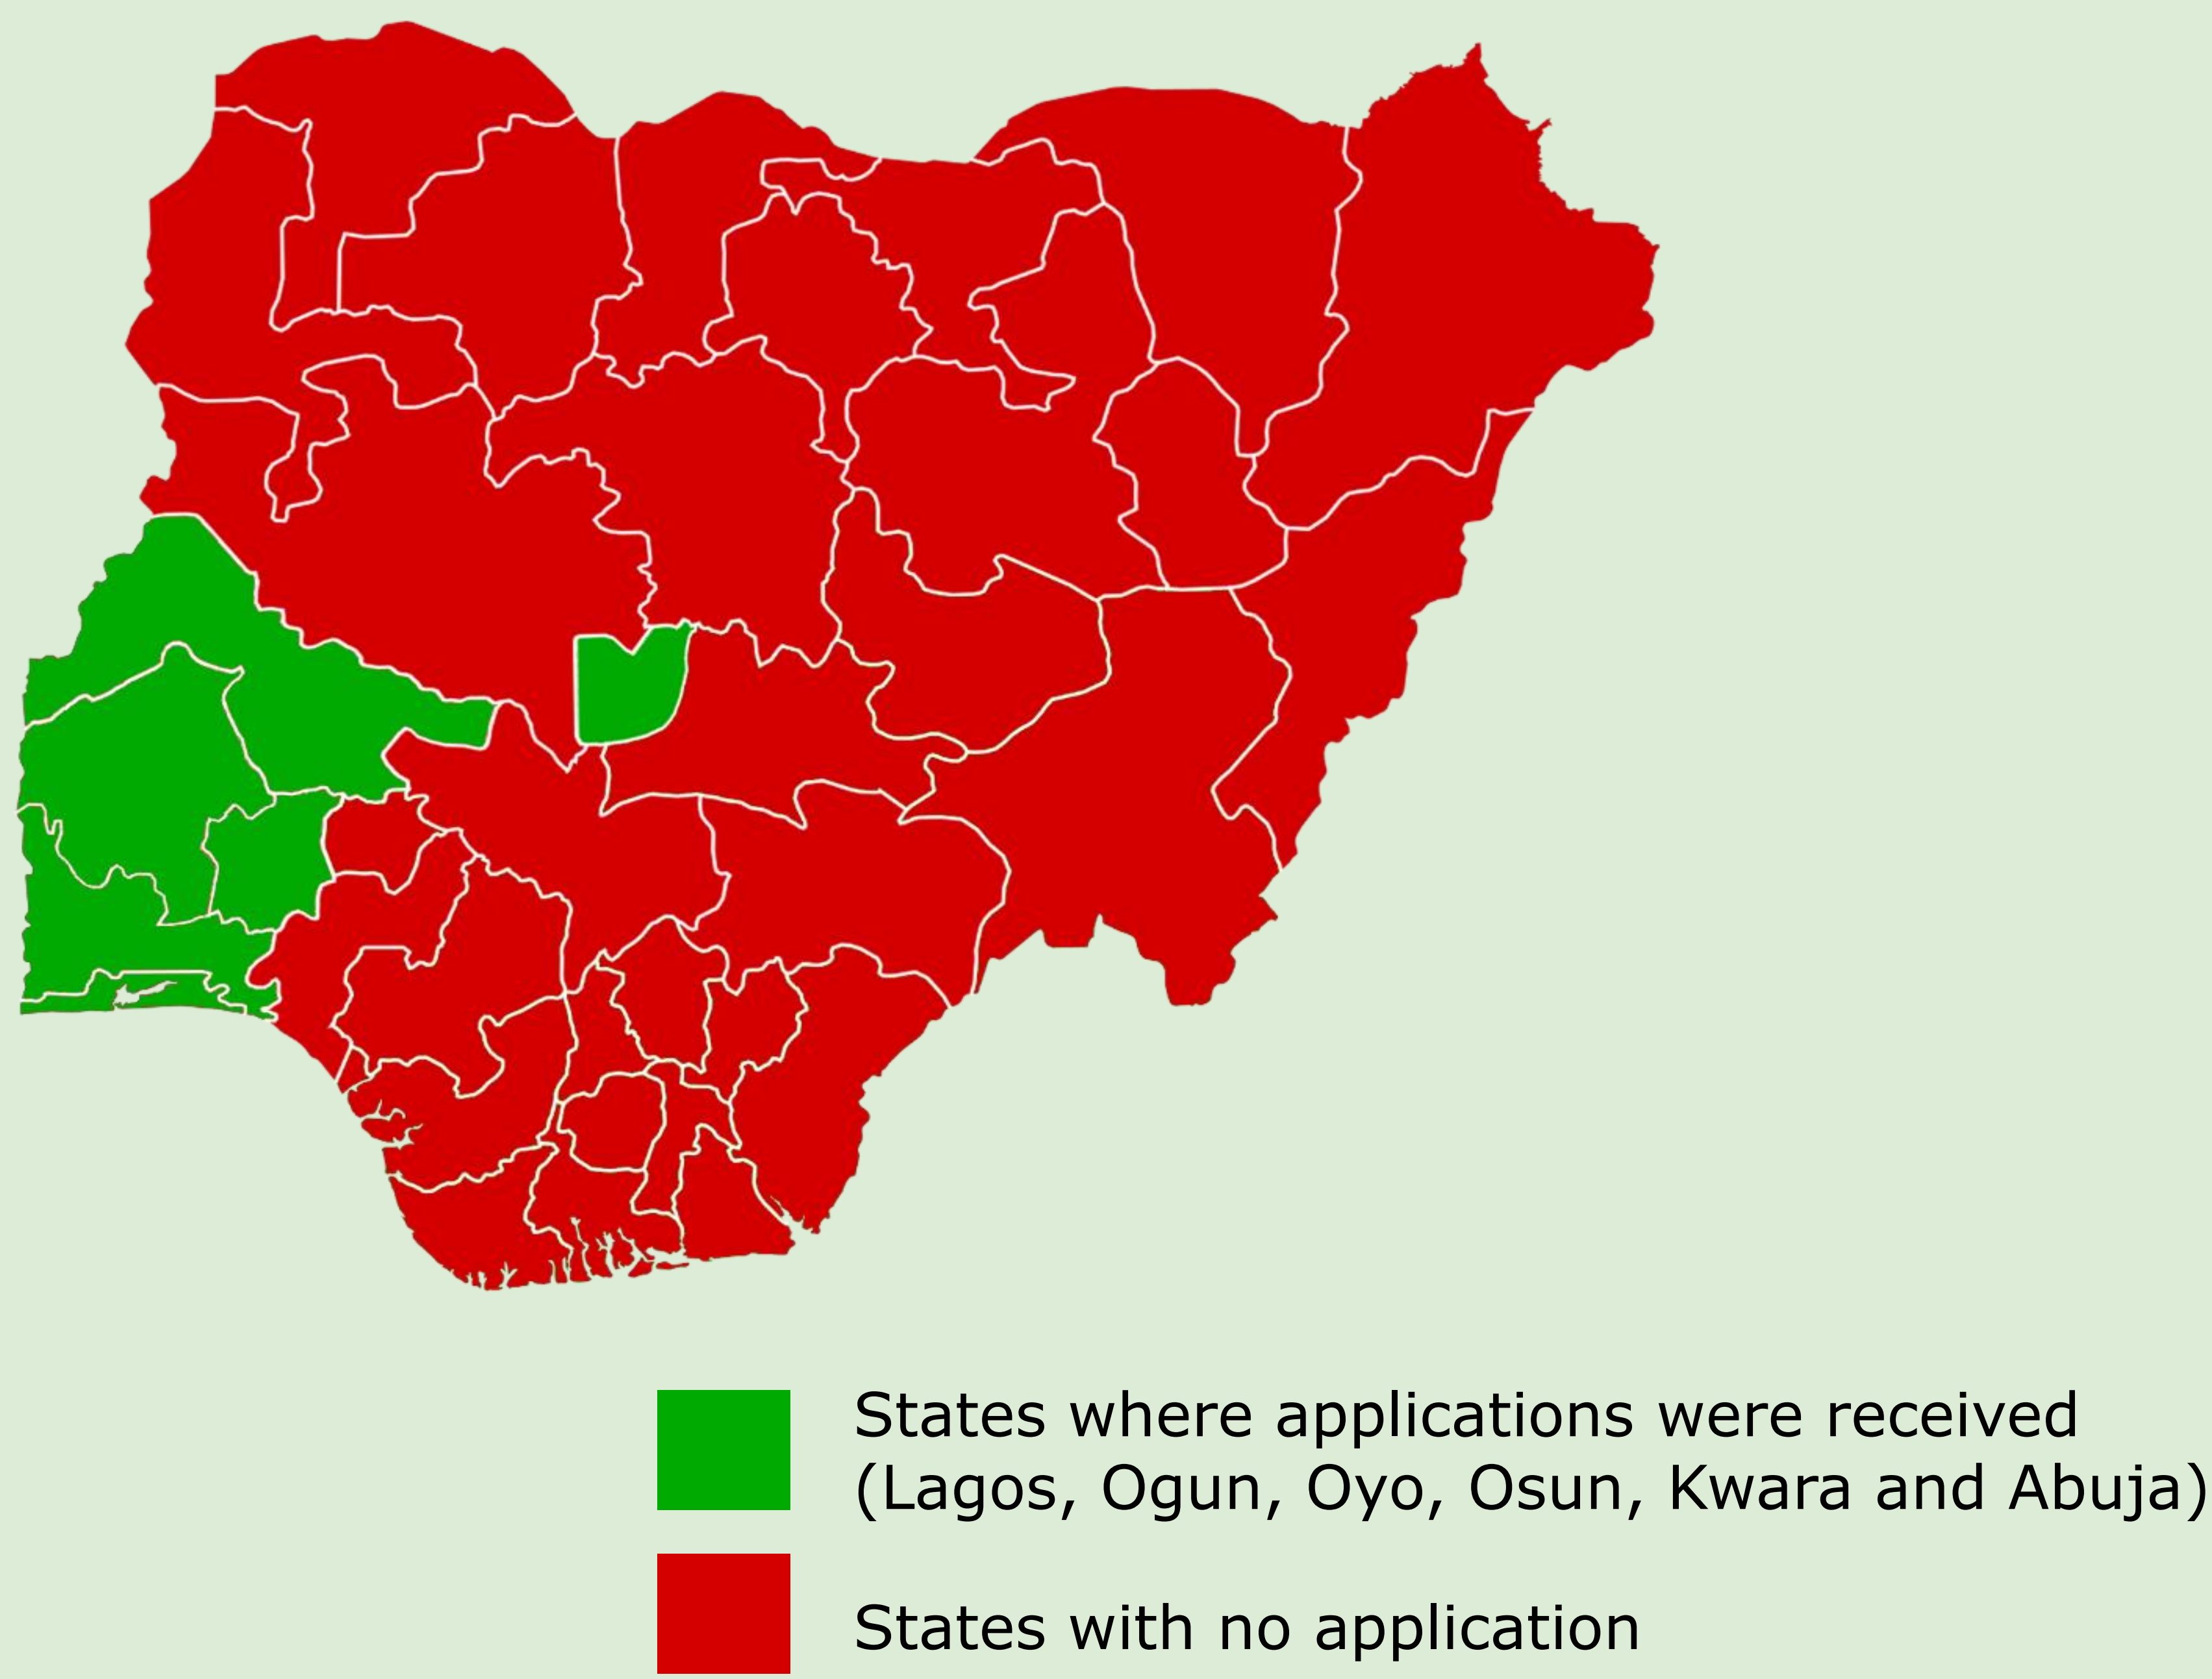 States where applications were received
(Lagos, Ogun, Oyo, Osun, Kwara and Abuja)
States with no application